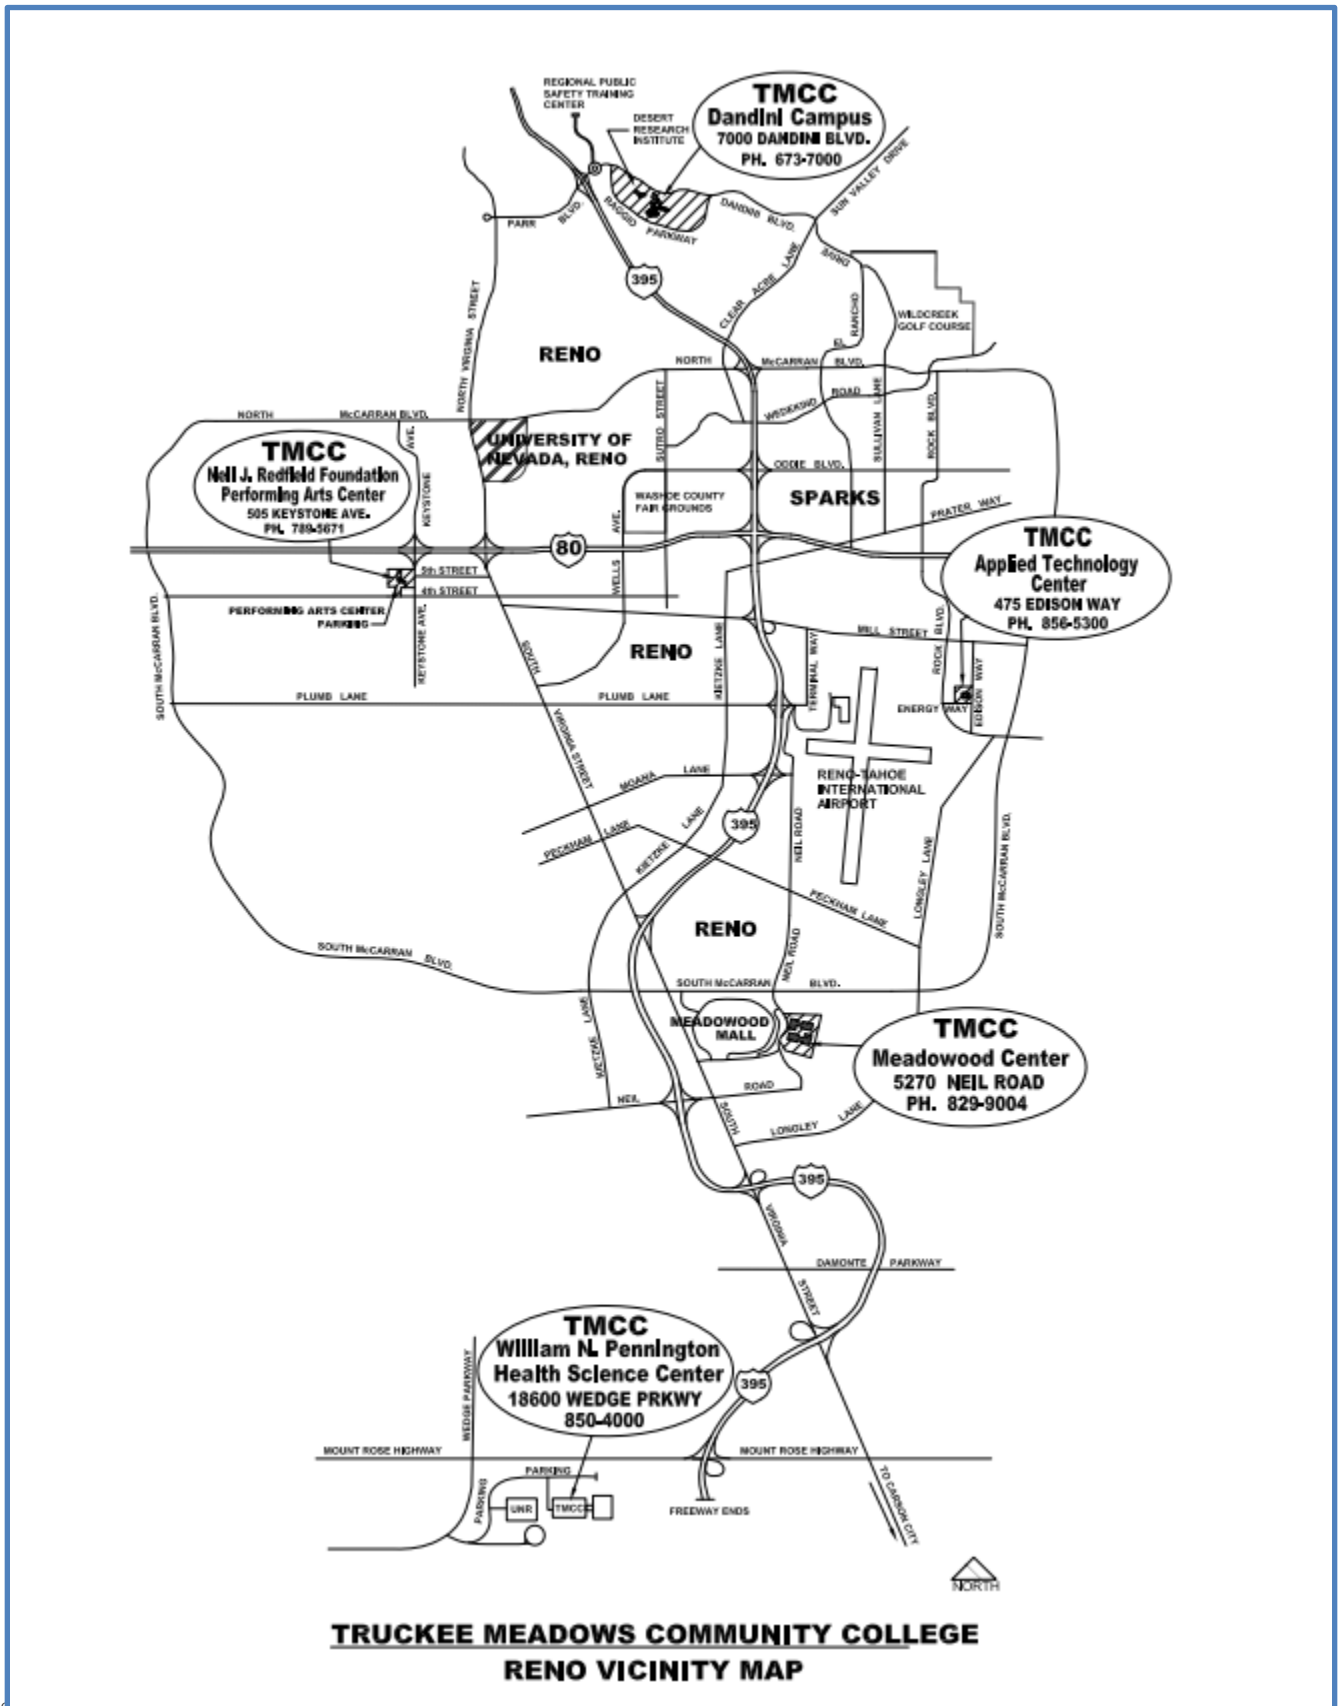 REGIONAL PUBLIC
SAFETY TRAINING
CENTER
DESERT
RESEARCH
INSTITUTE
TMCC
Dandini Campus
7000 DANDINI BLVD.
PH. 673-7000
SUN VALLEY DRIVE
PARR BLVD.
RAGGIO PARKWAY
DANDINI BLVD.
395
CLEAR ACRE LANE
DRIVE
EL RANCHO
WILDCREEK
GOLF COURSE
NORTH VIRGINIA STREET
RENO
NORTH McCARRAN BLVD.
SUTRO STREET
WEDEKIND ROAD
SULLIVAN LANE
ROCK BLVD.
NORTH McCARRAN BLVD.
UNIVERSITY OF
NEVADA, RENO
TMCC
Neil J. Redfield Foundation
Performing Arts Center
505 KEYSTONE AVE.
PH. 789-5671
KEYSTONE AVE.
ODDIE BLVD.
WASHOE COUNTY
FAIR GROUNDS
SPARKS
PRATER WAY
80
WELLS AVE.
5th STREET
4th STREET
PERFORMING ARTS CENTER
PARKING
KEYSTONE AVE.
SOUTH McCARRAN BLVD.
TMCC
Applied Technology
Center
475 EDISON WAY
PH. 856-5300
MILL STREET
ROCK BLVD.
EDISON WAY
ENERGY WAY
RENO
KIETZKE LANE
TERMINAL WAY
PLUMB LANE
PLUMB LANE
SOUTH
VIRGINIA STREET
MOANA LANE
RENO-TAHOE
INTERNATIONAL
AIRPORT
395
PECKHAM LANE
KIETZKE LANE
NEIL ROAD
PECKHAM LANE
LONGLEY LANE
SOUTH McCARRAN BLVD.
RENO
NEIL ROAD
SOUTH McCARRAN BLVD.
SOUTH McCARRAN BLVD.
KIETZKE LANE
MEADOWOOD
MALL
TMCC
Meadowood Center
5270 NEIL ROAD
PH. 829-9004
NEIL ROAD
SOUTH
LONGLEY LANE
395
VIRGINIA
DAMONTE PARKWAY
STREET
TMCC
William N. Pennington
Health Science Center
18600 WEDGE PRKWY
850-4000
395
WEDGE PARKWAY
MOUNT ROSE HIGHWAY
MOUNT ROSE HIGHWAY
PARKING
PARKING
UNR
TMCC
FREEWAY ENDS
TO CARSON CITY
NORTH
TRUCKEE MEADOWS COMMUNITY COLLEGE
RENO VICINITY MAP